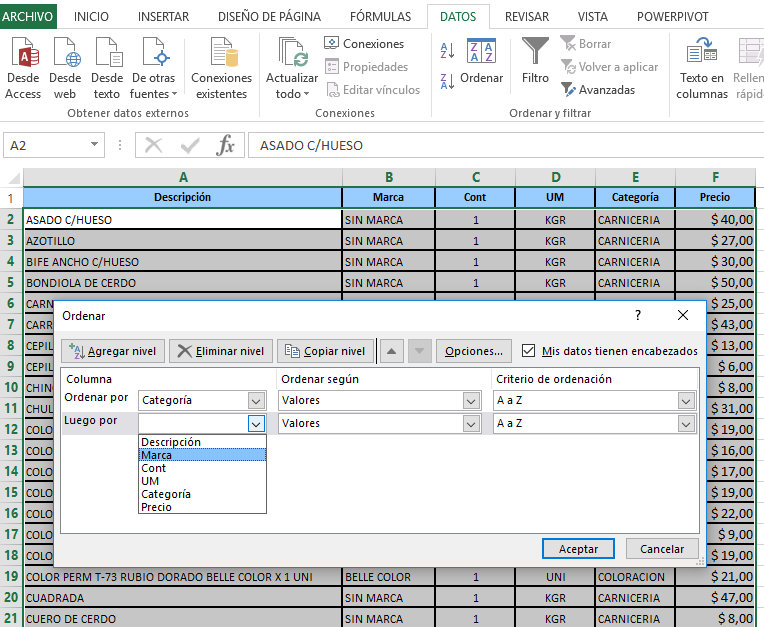 ARCHIVO INICIO INSERTAR DISEÑO DE PÁGINA FÓRMULAS DATOS REVISAR VISTA POWERPIVOT
Desde Access
Desde web
Desde texto
De otras fuentes
Obtener datos externos
Conexiones existentes
Actualizar todo
Conexiones
Propiedades
Editar vínculos
Conexiones
Ordenar
Filtro
Borrar
Volver a aplicar
Avanzadas
Ordenar y filtrar
Texto en columnas
A2 fx ASADO C/HUESO
A B C D E F
1 Descripción Marca Cont UM Categoría Precio
2 ASADO C/HUESO SIN MARCA 1 KGR CARNICERIA $ 40,00
3 AZOTILLO SIN MARCA 1 KGR CARNICERIA $ 27,00
4 BIFE ANCHO C/HUESO SIN MARCA 1 KGR CARNICERIA $ 30,00
5 BONDIOLA DE CERDO SIN MARCA 1 KGR CARNICERIA $ 50,00
6 CARN $ 25,00
7 CARR $ 43,00
8 CEPIL $ 13,00
9 CEPIL $ 6,00
10 CHIN $ 8,00
11 CHUL $ 31,00
12 COLO $ 19,00
13 COLO $ 16,00
14 COLO $ 17,00
15 COLO $ 19,00
16 COLO $ 22,00
17 COLO $ 9,00
18 COLO $ 19,00
Ordenar ?
Agregar nivel Eliminar nivel Copiar nivel Opciones... Mis datos tienen encabezados
Columna Ordenar según Criterio de ordenación
Ordenar por Categoría Valores A a Z
Luego por Valores A a Z
Descripción
Marca
Cont
UM
Categoría
Precio
Aceptar Cancelar
19 COLOR PERM T-73 RUBIO DORADO BELLE COLOR X 1 UNI BELLE COLOR 1 UNI COLORACION $ 21,00
20 CUADRADA SIN MARCA 1 KGR CARNICERIA $ 47,00
21 CUERO DE CERDO SIN MARCA 1 KGR CARNICERIA $ 8,00